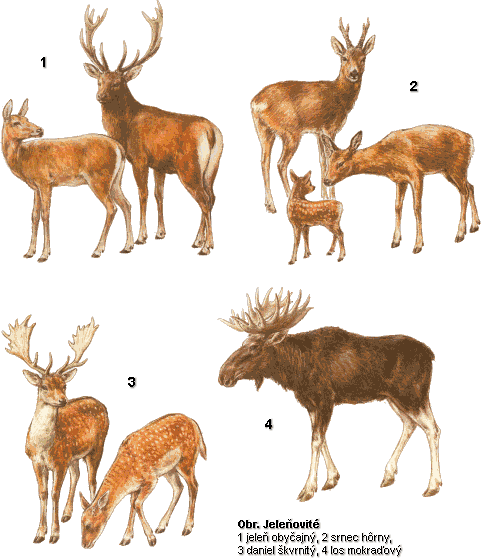 1
2
3
4
Obr. Jeleňovité
1 jeleň obyčajný, 2 srnec hôrny,
3 daniel škvrnitý, 4 los mokraďový